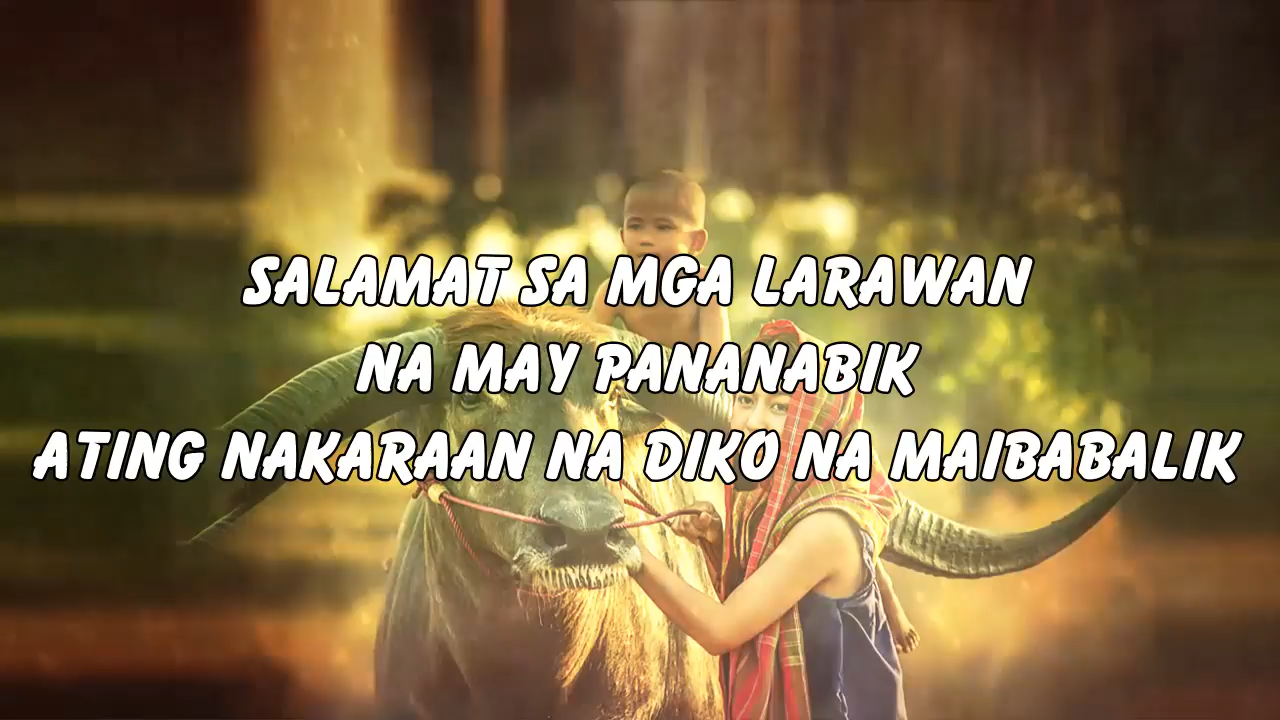 SALAMAT SA MGA LARAWAN
NA MAY PANANABIK
ATING NAKARAAN NA DIKO NA MAIBABALIK